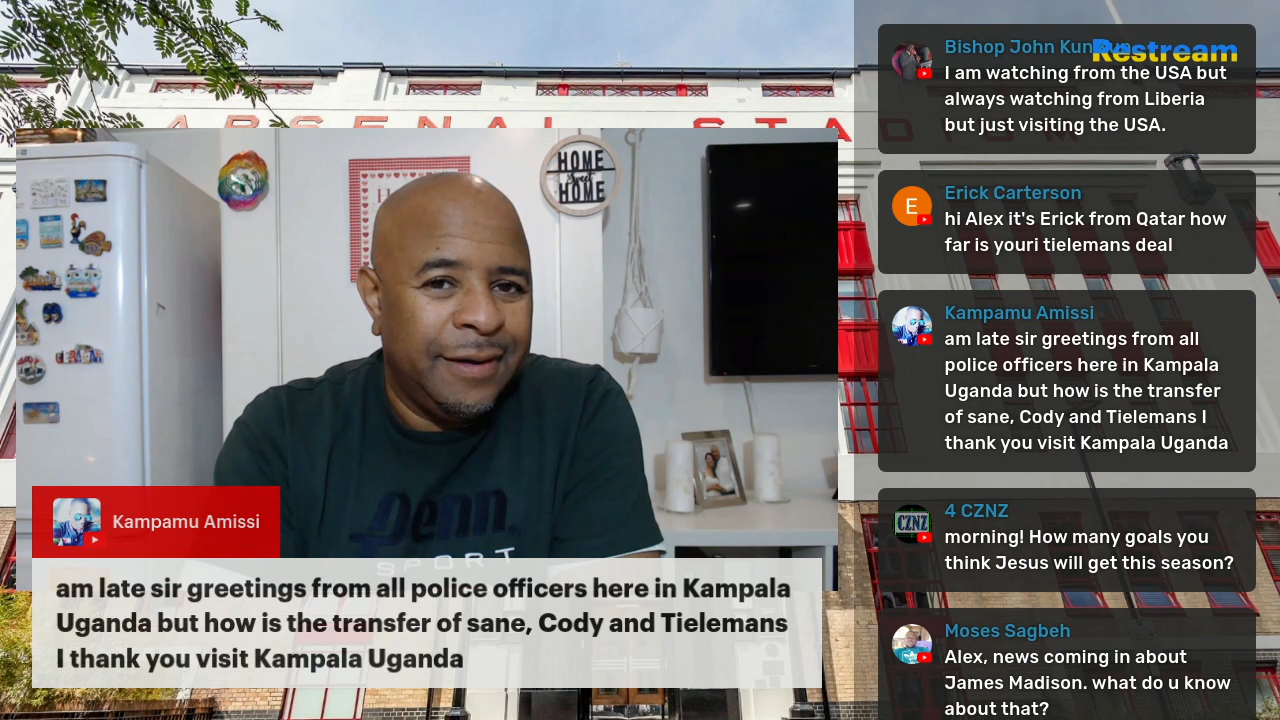 ARSENAL STADIUM
HOME
Sweet
HOME
Penn.
SPORT
Kampamu Amissi
am late sir greetings from all police officers here in Kampala
Uganda but how is the transfer of sane, Cody and Tielemans
I thank you visit Kampala Uganda
Restream
Bishop John
I am watching from the USA but
always watching from Liberia
but just visiting the USA.
E
Erick Carterson
hi Alex it's Erick from Qatar how
far is youri tielemans deal
Kampamu Amissi
am late sir greetings from all
police officers here in Kampala
Uganda but how is the transfer
of sane, Cody and Tielemans I
thank you visit Kampala Uganda
CZNZ
4 CZNZ
morning! How many goals you
think Jesus will get this season?
Moses Sagbeh
Alex, news coming in about
James Madison. what do u know
about that?